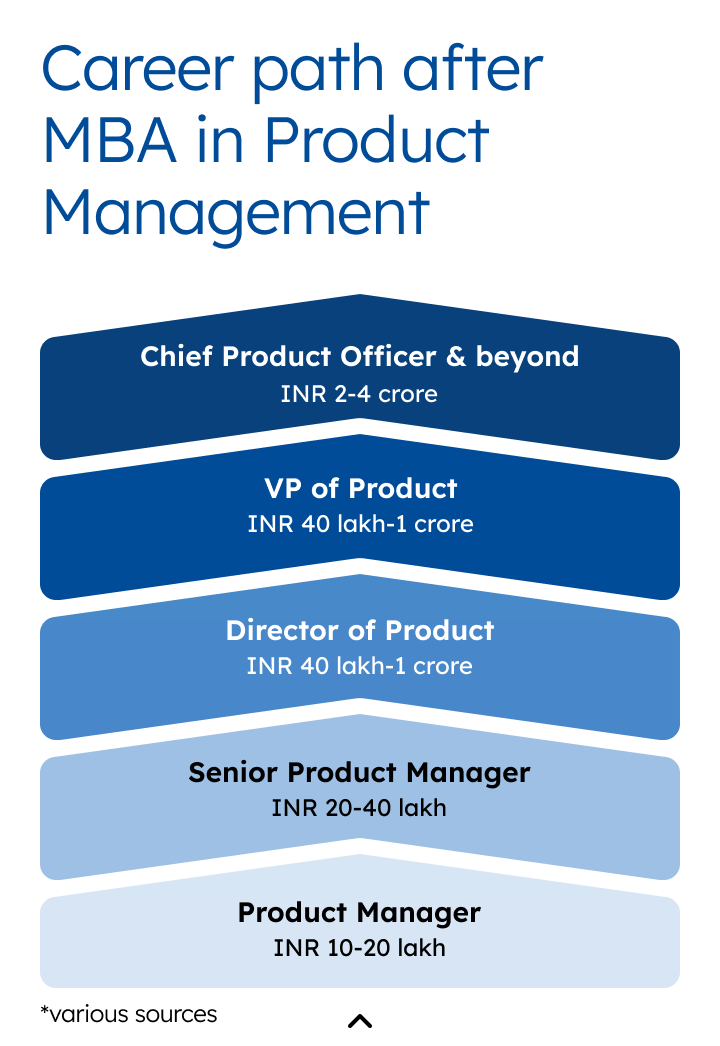 Career path after
MBA in Product
Management
Chief Product Officer & beyond
INR 2-4 crore
VP of Product
INR 40 lakh-1 crore
Director of Product
INR 40 lakh-1 crore
Senior Product Manager
INR 20-40 lakh
Product Manager
INR 10-20 lakh
*various sources